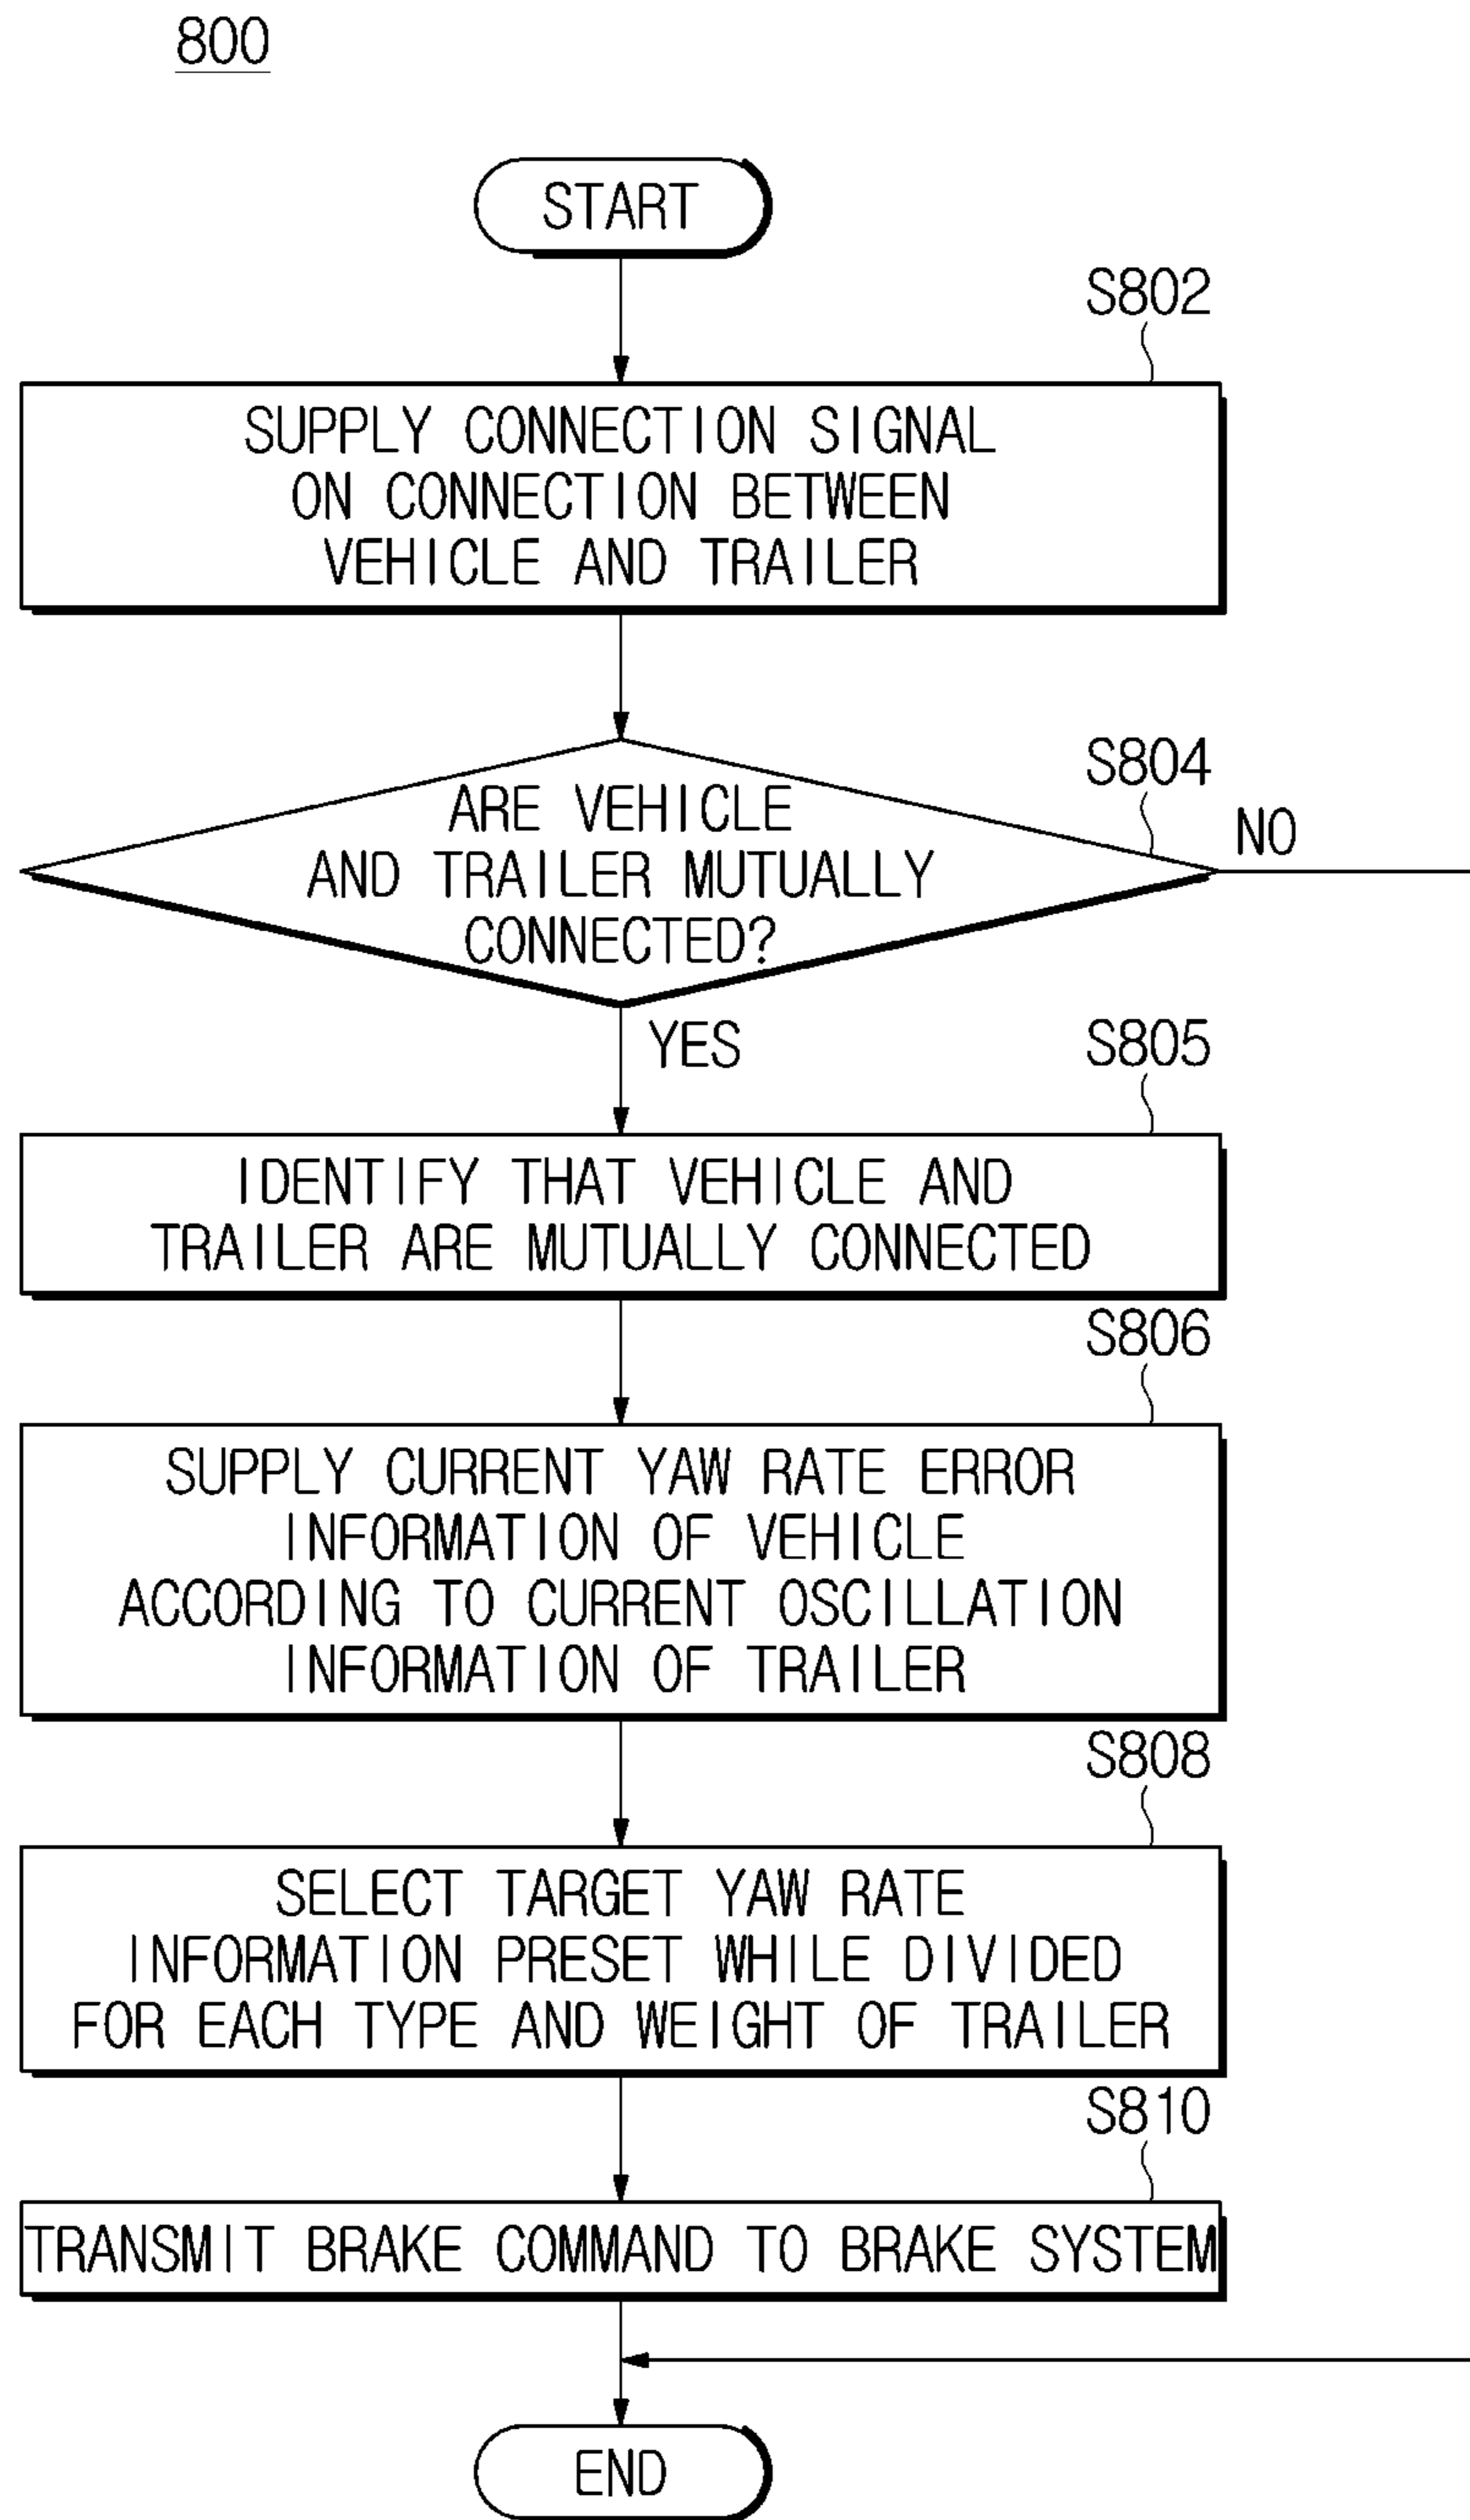 800
START
S802
SUPPLY CONNECTION SIGNAL
ON CONNECTION BETWEEN
VEHICLE AND TRAILER
S804
ARE VEHICLE
AND TRAILER MUTUALLY
CONNECTED?
NO
YES
S805
IDENTIFY THAT VEHICLE AND
TRAILER ARE MUTUALLY CONNECTED
S806
SUPPLY CURRENT YAW RATE ERROR
INFORMATION OF VEHICLE
ACCORDING TO CURRENT OSCILLATION
INFORMATION OF TRAILER
S808
SELECT TARGET YAW RATE
INFORMATION PRESET WHILE DIVIDED
FOR EACH TYPE AND WEIGHT OF TRAILER
S810
TRANSMIT BRAKE COMMAND TO BRAKE SYSTEM
END